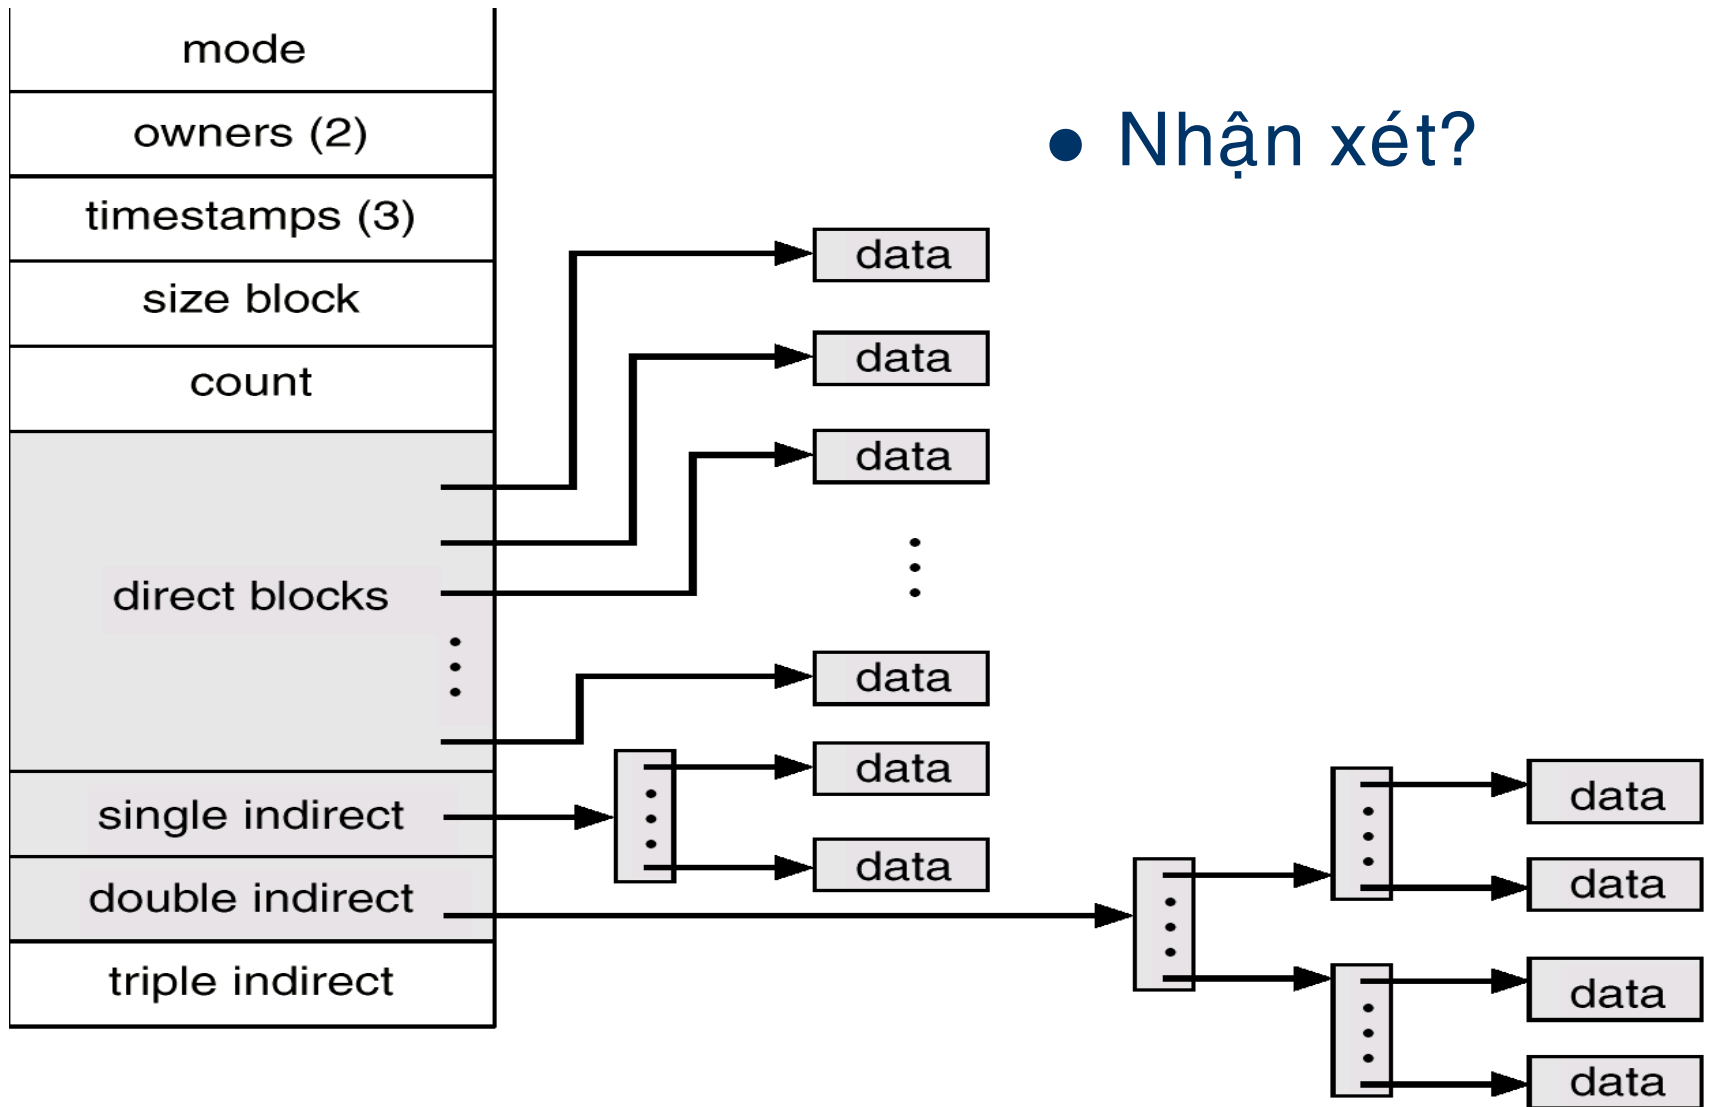 mode
owners (2)
timestamps (3)
size block
count
direct blocks
single indirect
double indirect
triple indirect
● Nhận xét?
data
data
data
data
data
data
data
data
data
data